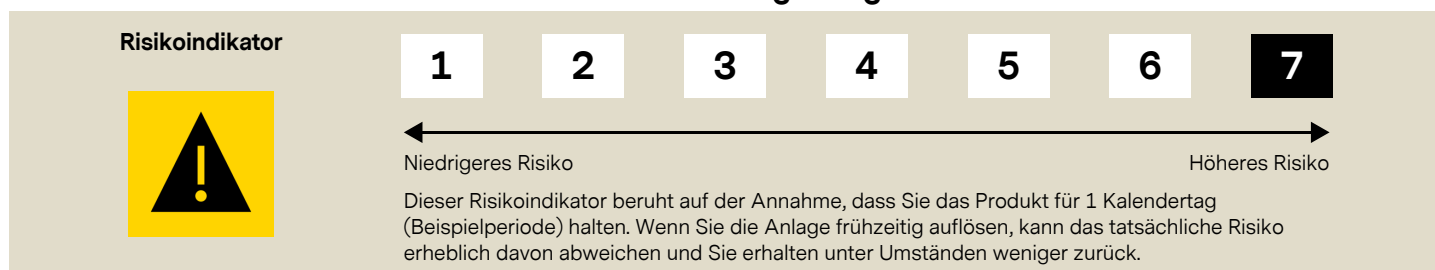 Risikoindikator
1 2 3 4 5 6 7
Niedrigeres Risiko Höheres Risiko
Dieser Risikoindikator beruht auf der Annahme, dass Sie das Produkt für 1 Kalendertag
(Beispielperiode) halten. Wenn Sie die Anlage frühzeitig auflösen, kann das tatsächliche Risiko
erheblich davon abweichen und Sie erhalten unter Umständen weniger zurück.